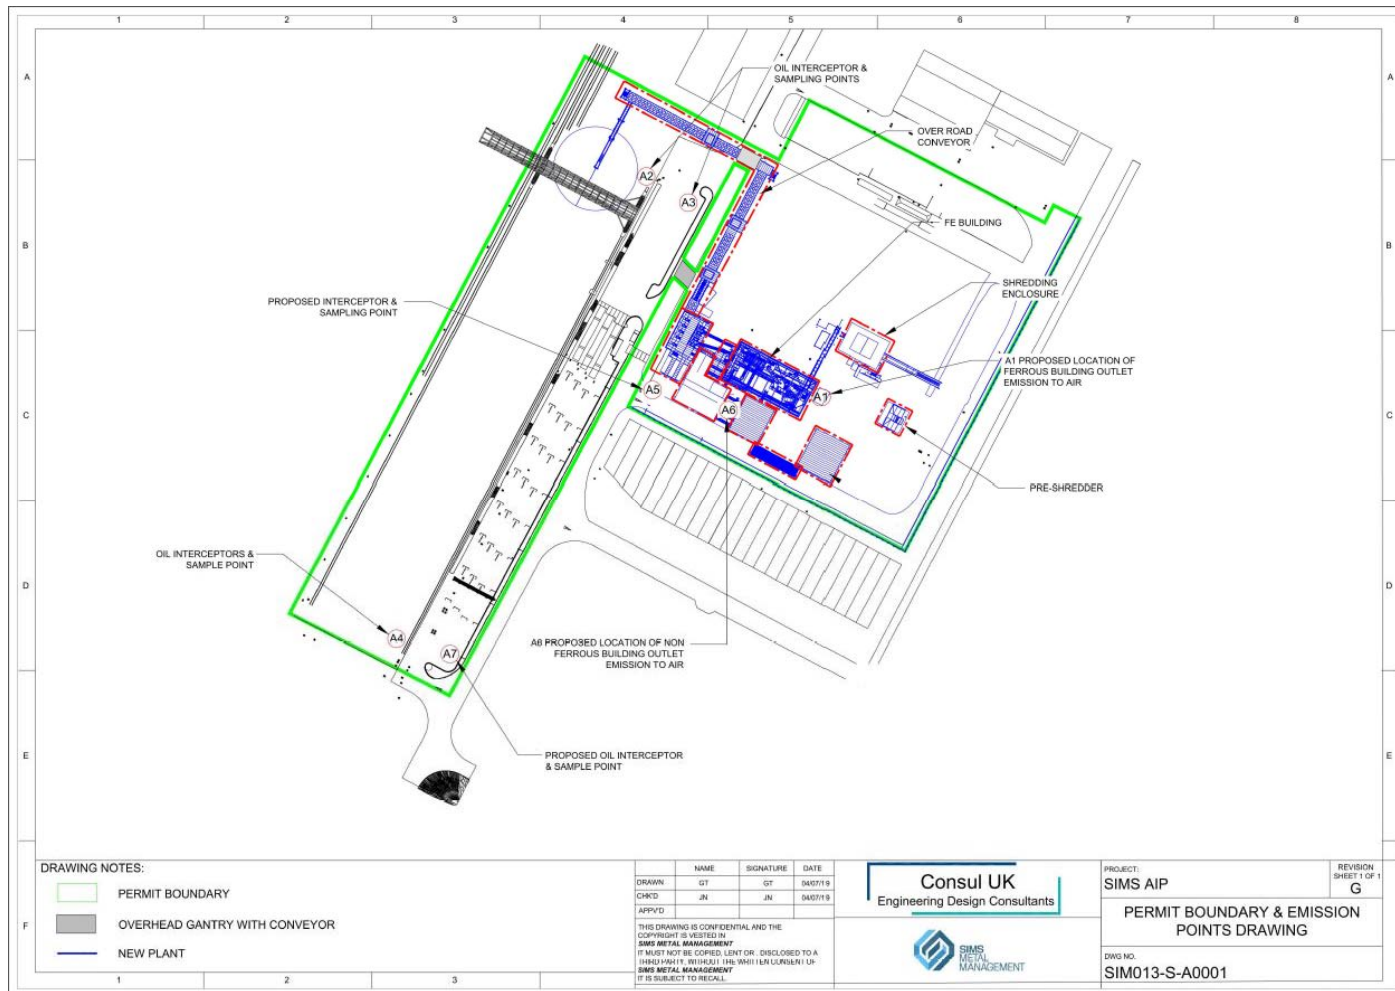 1 2 3 4 5 6 7 8
A A
OIL INTERCEPTOR &
SAMPLING POINTS
OVER ROAD
CONVEYOR
A2
A3
B B
FE BUILDING
SHREDDING
ENCLOSURE
PROPOSED INTERCEPTOR &
SAMPLING POINT
A1 PROPOSED LOCATION OF
FERROUS BUILDING OUTLET
EMISSION TO AIR
A5
A1
A6
C C
PRE-SHREDDER
OIL INTERCEPTORS &
SAMPLE POINT
D D
A4
A7
A6 PROPOSED LOCATION OF NON
FERROUS BUILDING OUTLET
EMISSION TO AIR
E E
PROPOSED OIL INTERCEPTOR
& SAMPLE POINT
DRAWING NOTES:
PERMIT BOUNDARY
OVERHEAD GANTRY WITH CONVEYOR
NEW PLANT
F F
NAME SIGNATURE DATE
DRAWN GT GT 04/07/19
CHK'D JN JN 04/07/19
APPV'D
THIS DRAWING IS CONFIDENTIAL AND THE
COPYRIGHT IS VESTED IN
SIMS METAL MANAGEMENT
IT MUST NOT BE COPIED, LENT OR DISCLOSED TO A
THIRD PARTY, WITHOUT THE WRITTEN CONSENT OF
SIMS METAL MANAGEMENT
IT IS SUBJECT TO RECALL
Consul UK
Engineering Design Consultants
SIMS
METAL
MANAGEMENT
PROJECT:
SIMS AIP
REVISION
SHEET 1 OF 1
G
PERMIT BOUNDARY & EMISSION
POINTS DRAWING
DWG NO.
SIM013-S-A0001
1 2 3